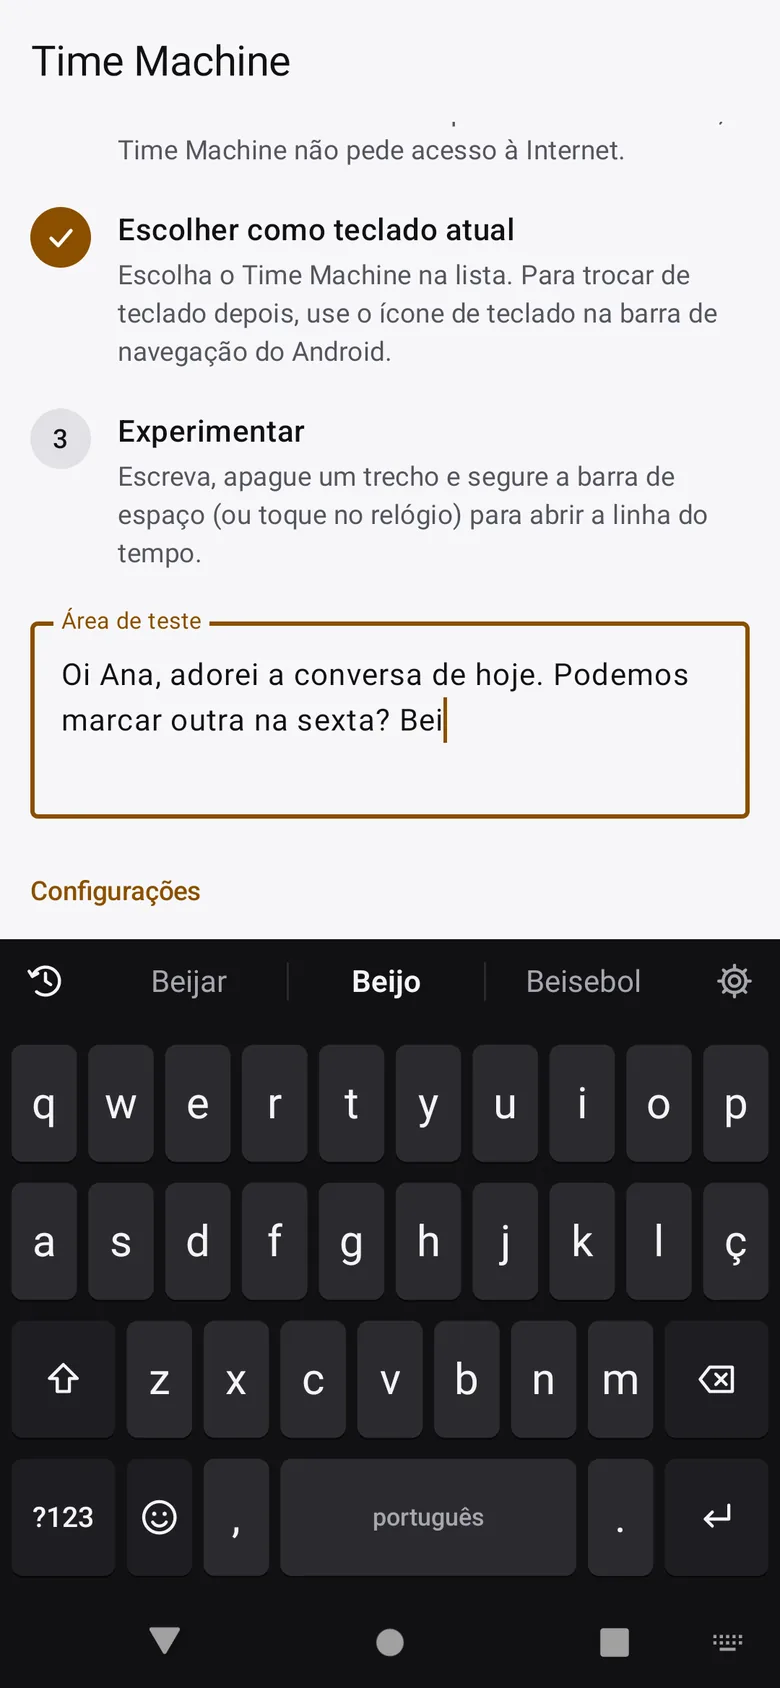 Time Machine
Time Machine não pede acesso à Internet.
Escolher como teclado atual
Escolha o Time Machine na lista. Para trocar de
teclado depois, use o ícone de teclado na barra de
navegação do Android.
3
Experimentar
Escreva, apague um trecho e segure a barra de
espaço (ou toque no relógio) para abrir a linha do
tempo.
Área de teste
Oi Ana, adorei a conversa de hoje. Podemos
marcar outra na sexta? Bei
Configurações
Beijar Beijo Beisebol
q w e r t y u i o p
a s d f g h j k l ç
z x c v b n m
?123 , português .